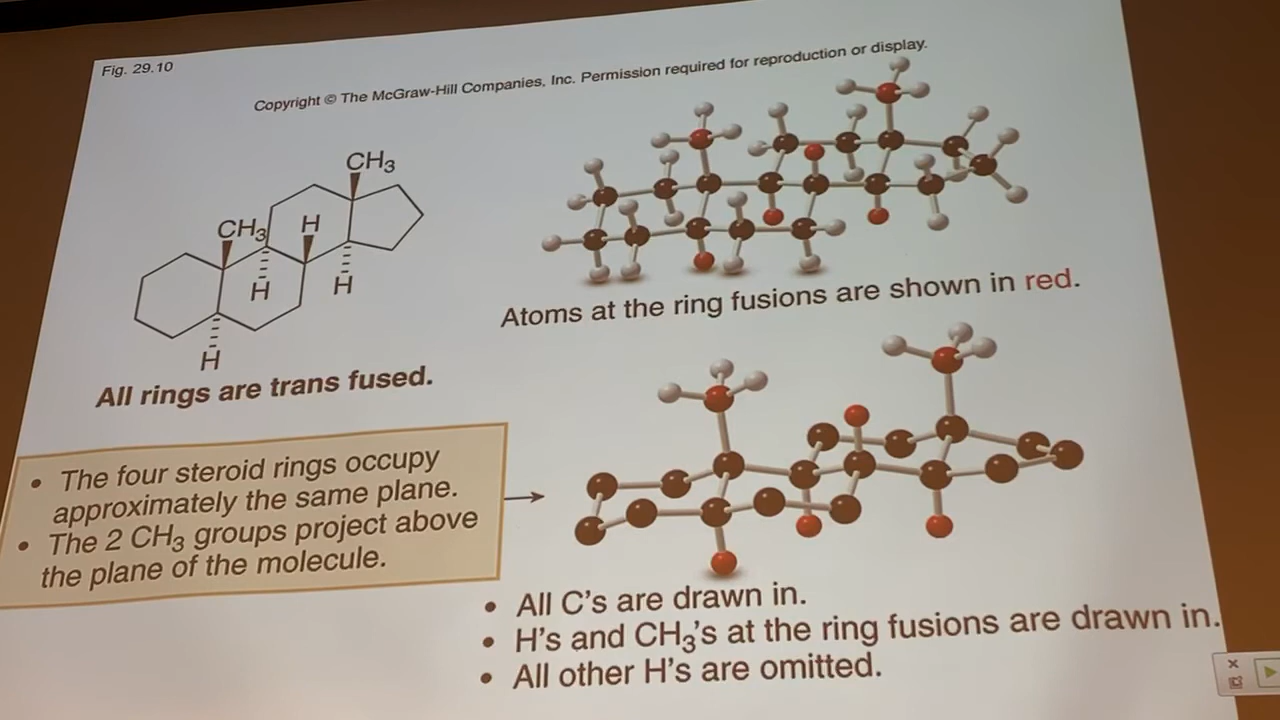 Fig. 29.10
Copyright © The McGraw-Hill Companies, Inc. Permission required for reproduction or display.
CH3
CH3
H
H
H
H
All rings are trans fused.
Atoms at the ring fusions are shown in red.
• The four steroid rings occupy
approximately the same plane.
• The 2 CH3 groups project above
the plane of the molecule.
• All C's are drawn in.
• H's and CH3's at the ring fusions are drawn in.
• All other H's are omitted.